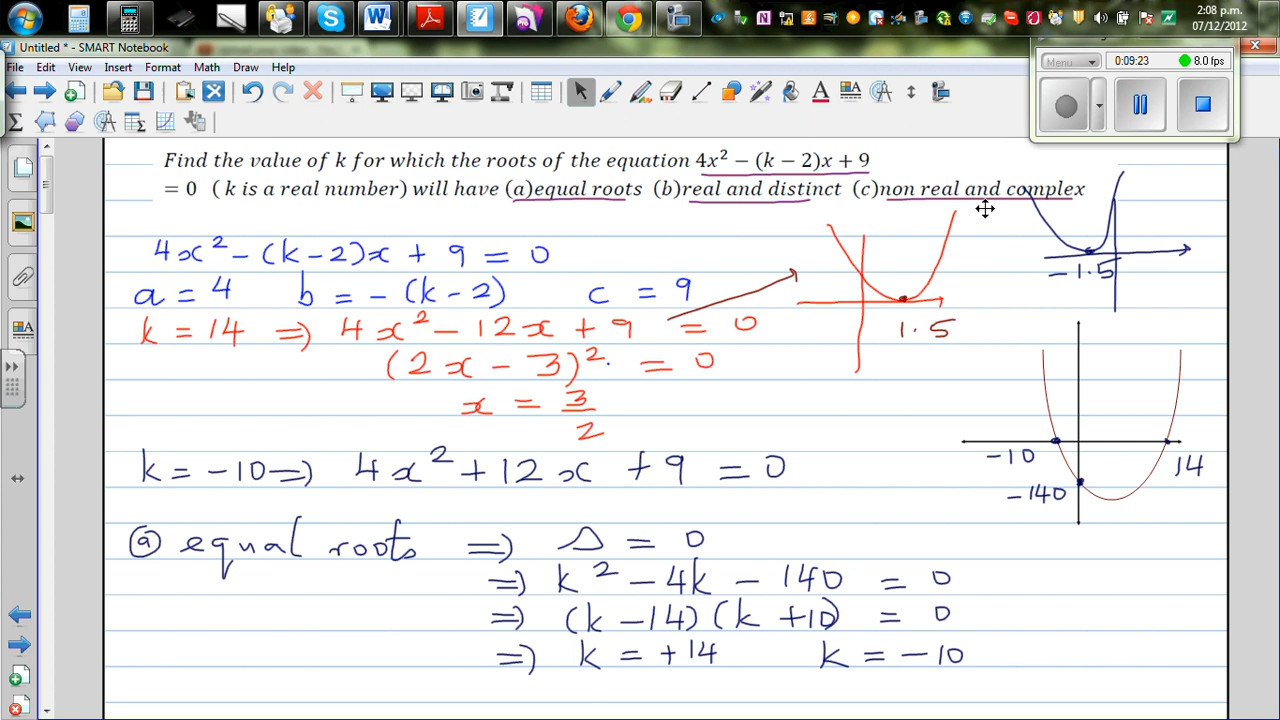 2:08 p.m.
07/12/2012
Untitled * - SMART Notebook
File Edit View Insert Format Math Draw Help
Menu
00:09:23 8.0 fps
Find the value of k for which the roots of the equation 4x² − (k − 2)x + 9
= 0 ( k is a real number) will have (a)equal roots (b)real and distinct (c)non real and complex
4x² − (k − 2)x + 9 = 0
a = 4 b = − (k − 2) c = 9
k = 14 ⇒ 4x² − 12x + 9 = 0
(2x − 3)² = 0
x = 3/2
1.5
−1.5
k = −10 ⇒ 4x² + 12x + 9 = 0
−10 14
−140
ⓐ equal roots ⇒ Δ = 0
⇒ k² − 4k − 140 = 0
⇒ (k − 14)(k + 10) = 0
⇒ k = +14 k = −10